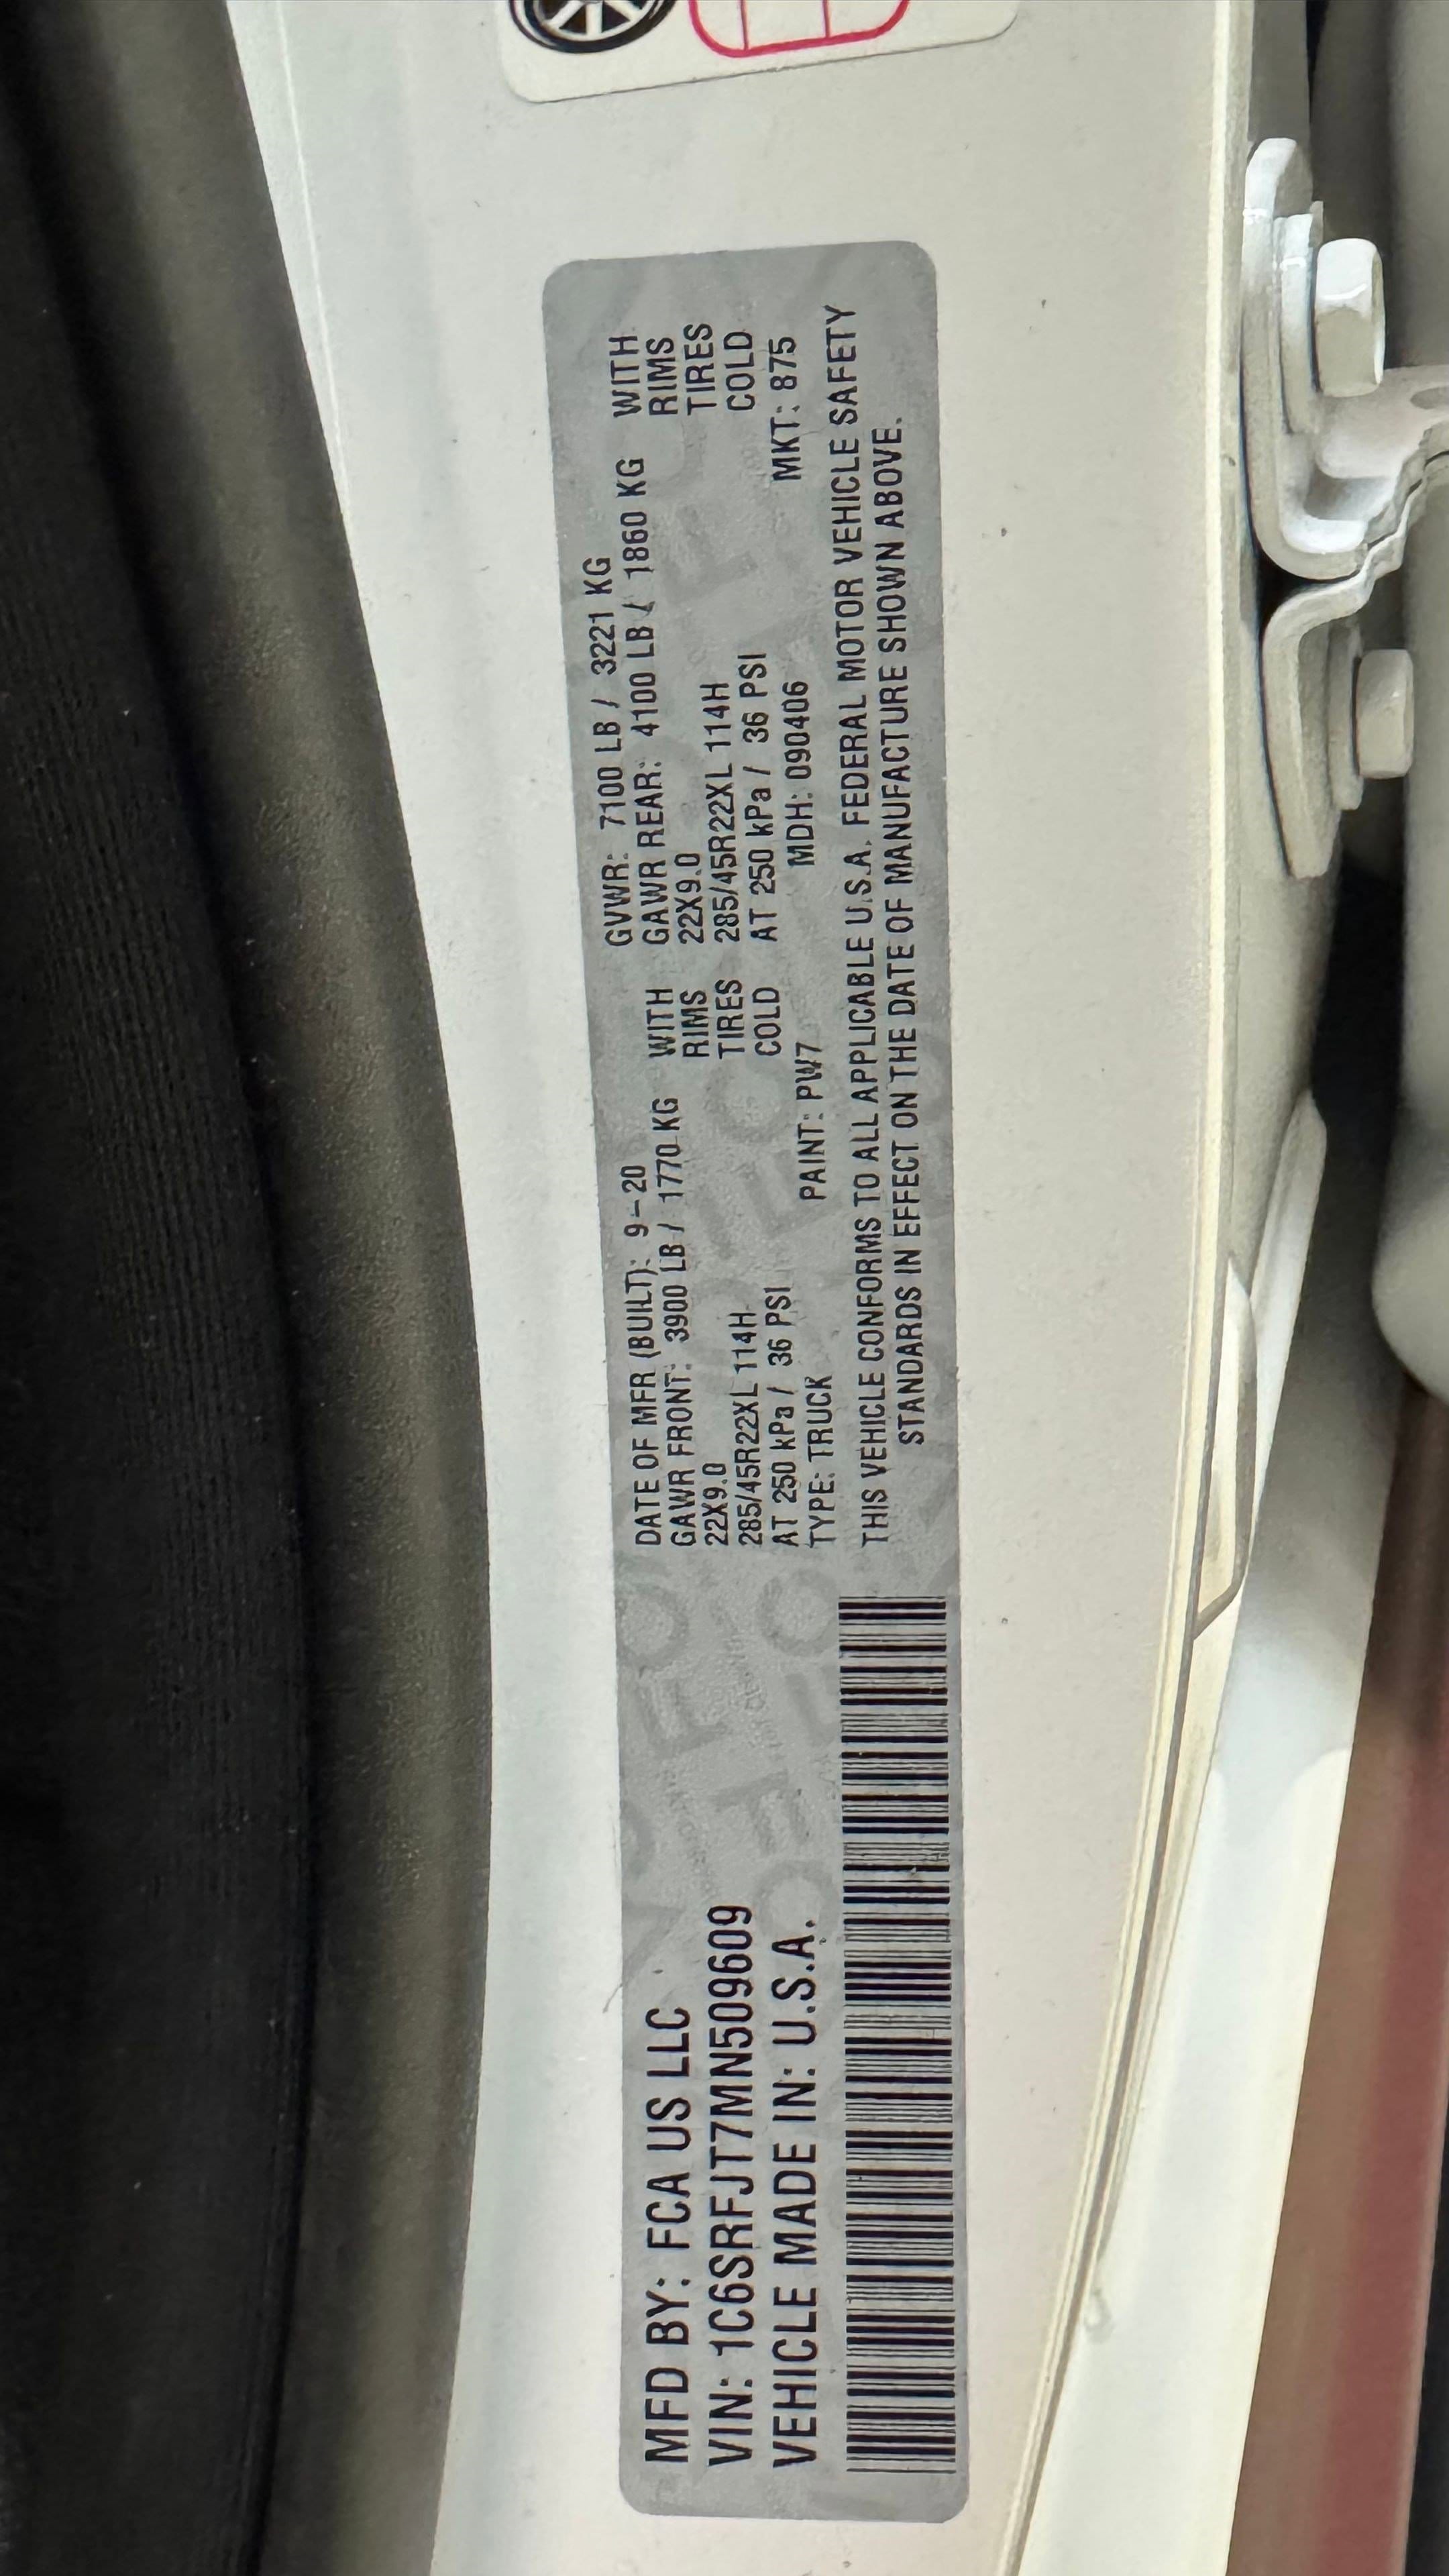 MFD BY: FCA US LLC
VIN: 1C6SRFJT7MN509609
VEHICLE MADE IN: U.S.A.
DATE OF MFR (BUILT): 9-20 GVWR: 7100 LB / 3221 KG
GAWR FRONT: 3900 LB / 1770 KG WITH GAWR REAR: 4100 LB / 1860 KG WITH
22X9.0 RIMS 22X9.0 RIMS
285/45R22XL 114H TIRES 285/45R22XL 114H TIRES
AT 250 kPa / 36 PSI COLD AT 250 kPa / 36 PSI COLD
TYPE: TRUCK PAINT: PW7 MDH: 090406 MKT: 875
THIS VEHICLE CONFORMS TO ALL APPLICABLE U.S.A. FEDERAL MOTOR VEHICLE SAFETY
STANDARDS IN EFFECT ON THE DATE OF MANUFACTURE SHOWN ABOVE.